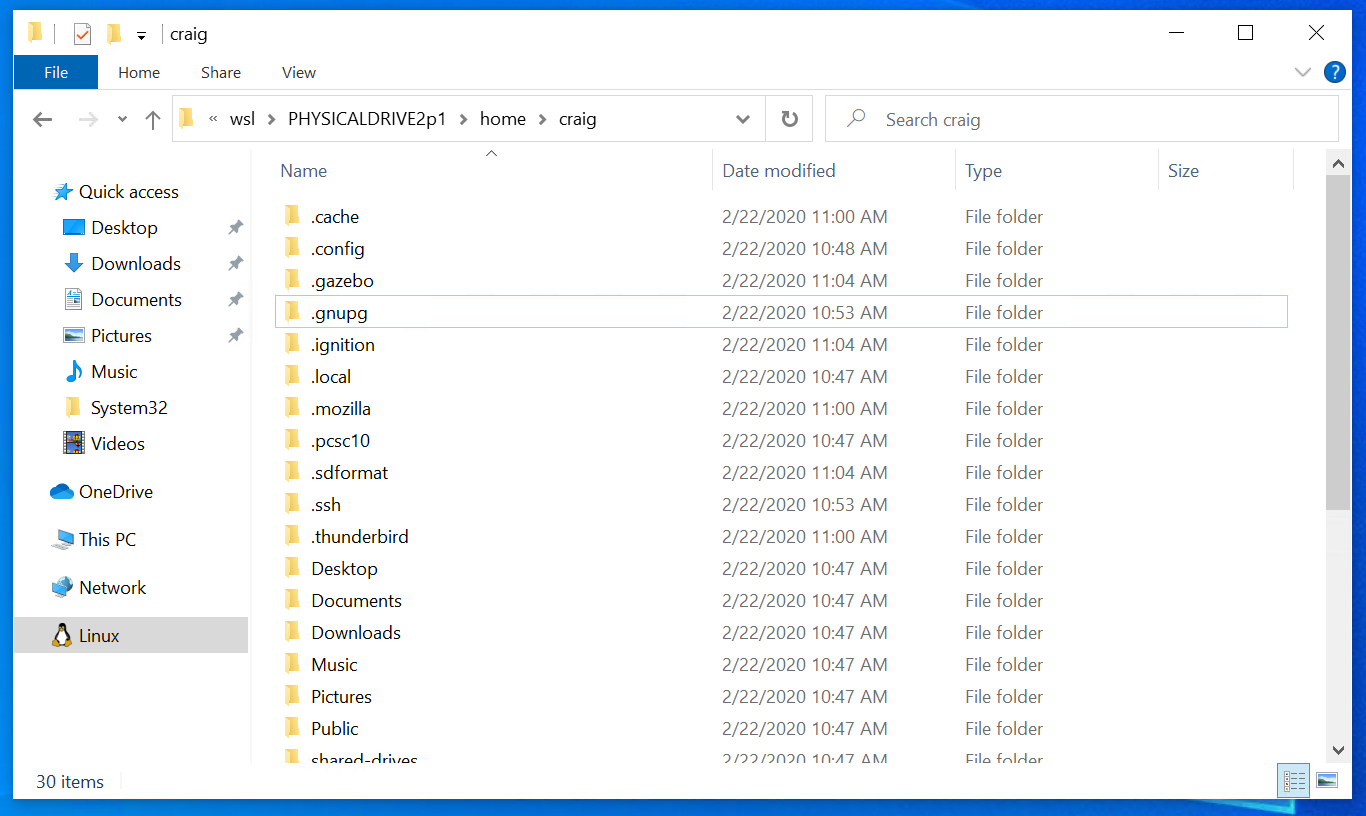 craig
File Home Share View
« wsl > PHYSICALDRIVE2p1 > home > craig Search craig
Name Date modified Type Size
Quick access
Desktop
Downloads
Documents
Pictures
Music
System32
Videos
OneDrive
This PC
Network
Linux
.cache 2/22/2020 11:00 AM File folder
.config 2/22/2020 10:48 AM File folder
.gazebo 2/22/2020 11:04 AM File folder
.gnupg 2/22/2020 10:53 AM File folder
.ignition 2/22/2020 11:04 AM File folder
.local 2/22/2020 10:47 AM File folder
.mozilla 2/22/2020 11:00 AM File folder
.pcsc10 2/22/2020 10:47 AM File folder
.sdformat 2/22/2020 11:04 AM File folder
.ssh 2/22/2020 10:53 AM File folder
.thunderbird 2/22/2020 11:00 AM File folder
Desktop 2/22/2020 10:47 AM File folder
Documents 2/22/2020 10:47 AM File folder
Downloads 2/22/2020 10:47 AM File folder
Music 2/22/2020 10:47 AM File folder
Pictures 2/22/2020 10:47 AM File folder
Public 2/22/2020 10:47 AM File folder
shared-drives 2/22/2020 10:47 AM File folder
30 items